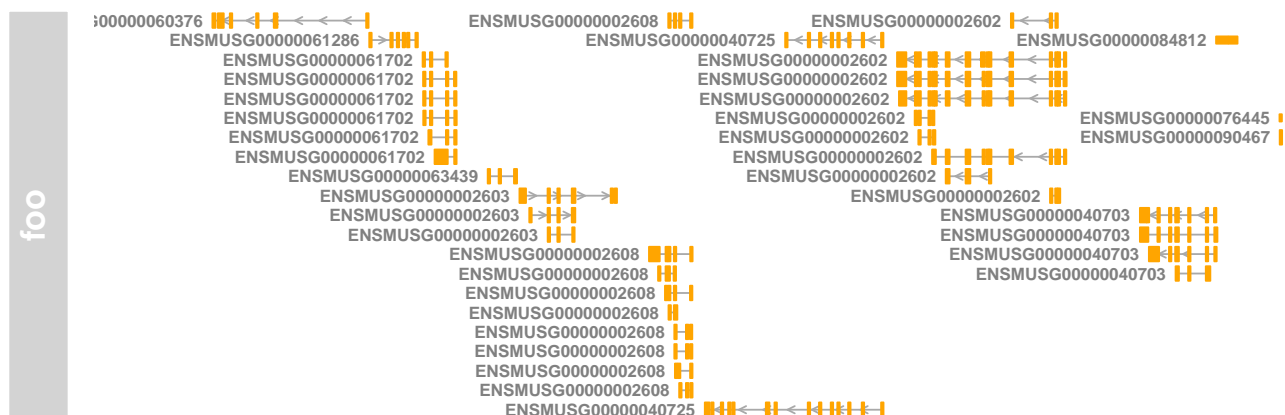 foo
G00000060376 ENSMUSG00000002608 ENSMUSG00000002602
ENSMUSG00000061286 ENSMUSG00000040725 ENSMUSG00000084812
ENSMUSG00000061702 ENSMUSG00000002602
ENSMUSG00000061702 ENSMUSG00000002602
ENSMUSG00000061702 ENSMUSG00000002602
ENSMUSG00000061702 ENSMUSG00000002602 ENSMUSG00000076445
ENSMUSG00000061702 ENSMUSG00000002602 ENSMUSG00000090467
ENSMUSG00000061702 ENSMUSG00000002602
ENSMUSG00000063439 ENSMUSG00000002602
ENSMUSG00000002603 ENSMUSG00000002602
ENSMUSG00000002603 ENSMUSG00000040703
ENSMUSG00000002603 ENSMUSG00000040703
ENSMUSG00000002608 ENSMUSG00000040703
ENSMUSG00000002608 ENSMUSG00000040703
ENSMUSG00000002608
ENSMUSG00000002608
ENSMUSG00000002608
ENSMUSG00000002608
ENSMUSG00000002608
ENSMUSG00000002608
ENSMUSG00000040725